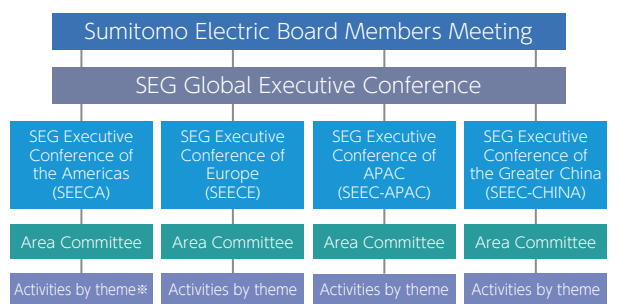 Sumitomo Electric Board Members Meeting
SEG Global Executive Conference
SEG Executive
Conference of
the Americas
(SEECA)
SEG Executive
Conference of
Europe
(SEECE)
SEG Executive
Conference of
APAC
(SEEC-APAC)
SEG Executive
Conference of
the Greater China
(SEEC-CHINA)
Area Committee
Area Committee
Area Committee
Area Committee
Activities by theme※
Activities by theme
Activities by theme
Activities by theme